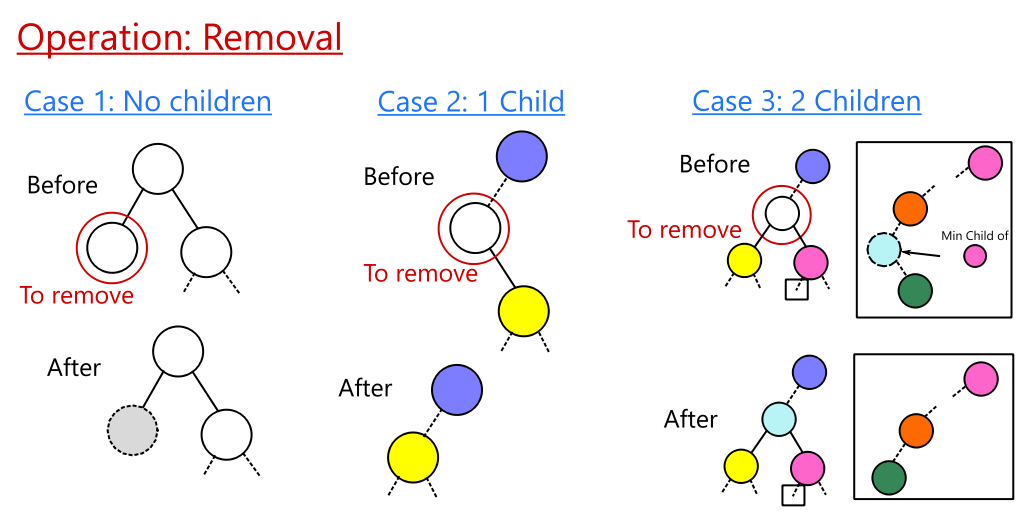 Operation: Removal
Case 1: No children
Before
To remove
After
Case 2: 1 Child
Before
To remove
After
Case 3: 2 Children
Before
To remove
Min Child of
After